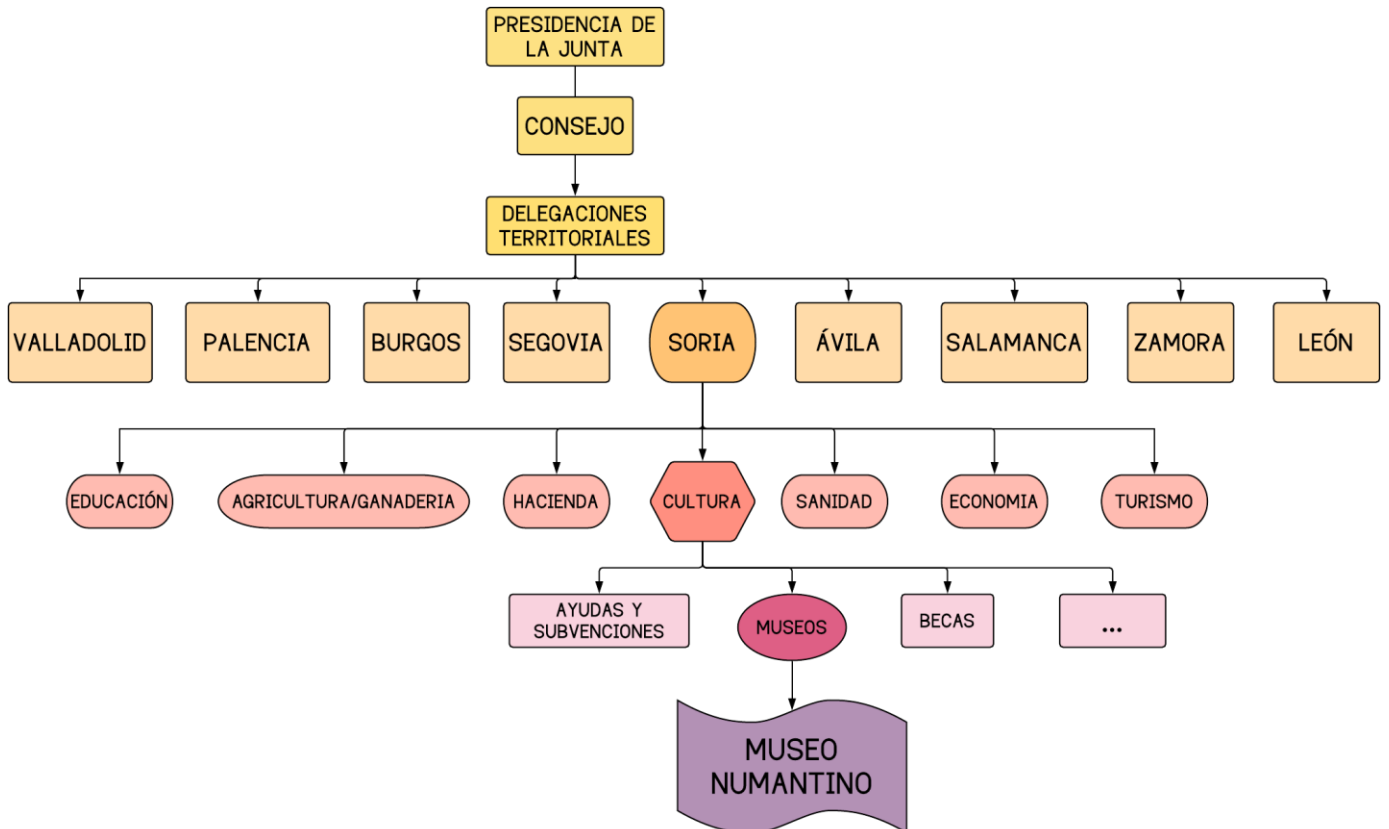 PRESIDENCIA DE
LA JUNTA
CONSEJO
DELEGACIONES
TERRITORIALES
VALLADOLID
PALENCIA
BURGOS
SEGOVIA
SORIA
ÁVILA
SALAMANCA
ZAMORA
LEÓN
EDUCACIÓN
AGRICULTURA/GANADERIA
HACIENDA
CULTURA
SANIDAD
ECONOMIA
TURISMO
AYUDAS Y
SUBVENCIONES
MUSEOS
BECAS
...
MUSEO
NUMANTINO